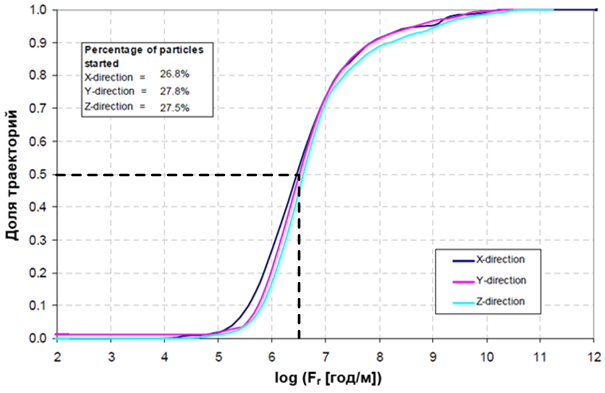 1.0
0.9
0.8
0.7
0.6
0.5
0.4
0.3
0.2
0.1
0.0
Доля траекторий
Percentage of particles
started
X-direction = 26.8%
Y-direction = 27.8%
Z-direction = 27.5%
X-direction
Y-direction
Z-direction
2 3 4 5 6 7 8 9 10 11 12
log (Fr [год/м])